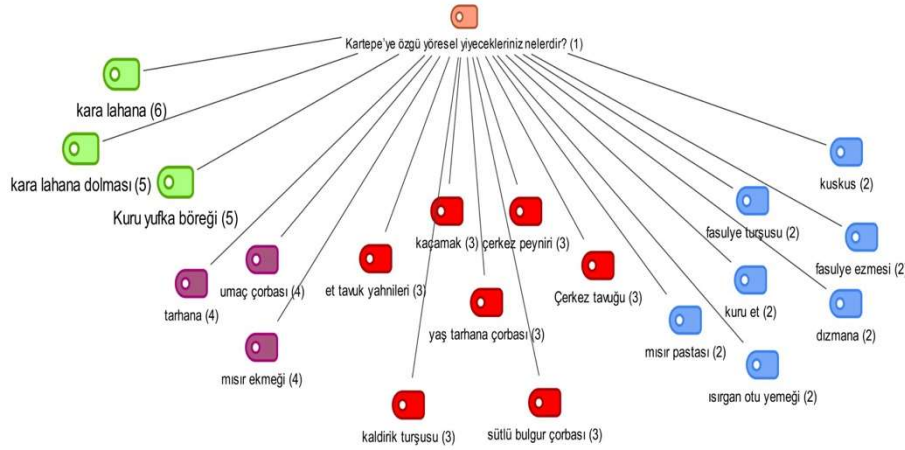 Kartepe'ye özgü yöresel yiyecekleriniz nelerdir? (1)
kara lahana (6)
kara lahana dolması (5)
Kuru yufka böreği (5)
kuskus (2)
kaçamak (3)
çerkez peyniri (3)
fasulye turşusu (2)
fasulye ezmesi (2)
tarhana (4)
umaç çorbası (4)
et tavuk yahnileri (3)
Çerkez tavuğu (3)
kuru et (2)
yaş tarhana çorbası (3)
mısır pastası (2)
dızmana (2)
mısır ekmeği (4)
ısırgan otu yemeği (2)
kaldirik turşusu (3)
sütlü bulgur çorbası (3)